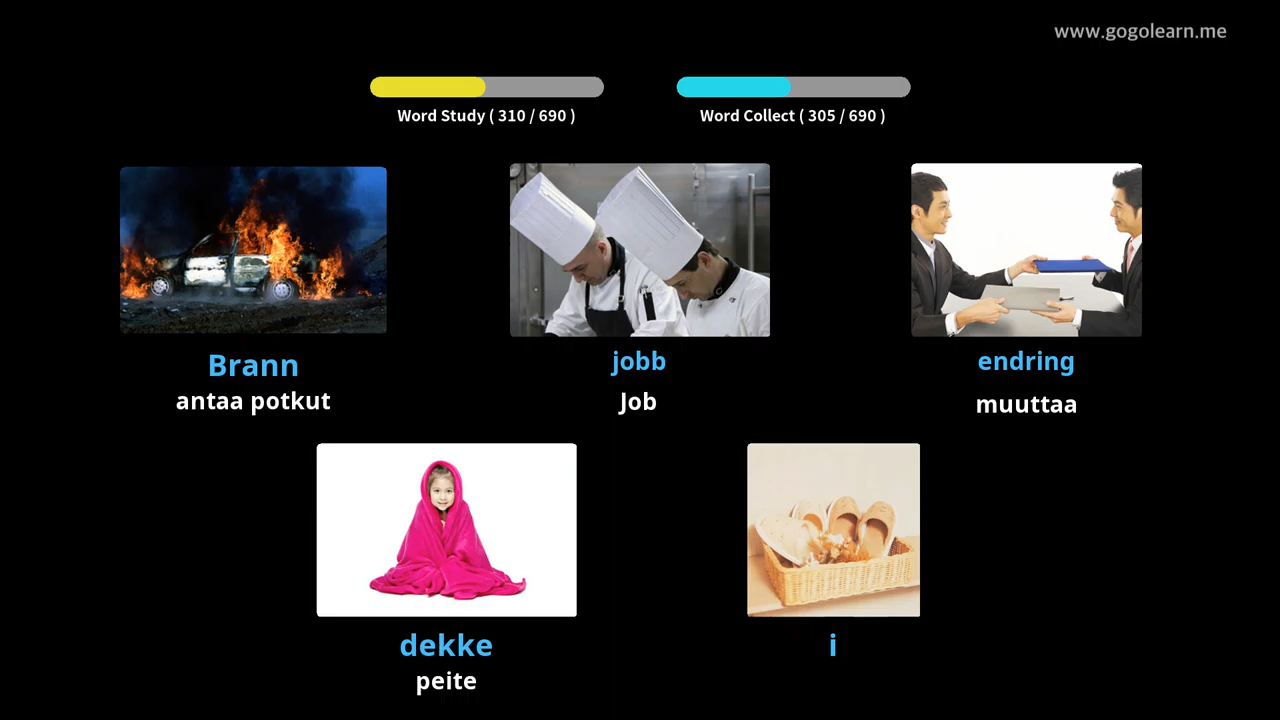 www.gogolearn.me
Word Study ( 310 / 690 )
Word Collect ( 305 / 690 )
Brann
antaa potkut
jobb
Job
endring
muuttaa
dekke
peite
i